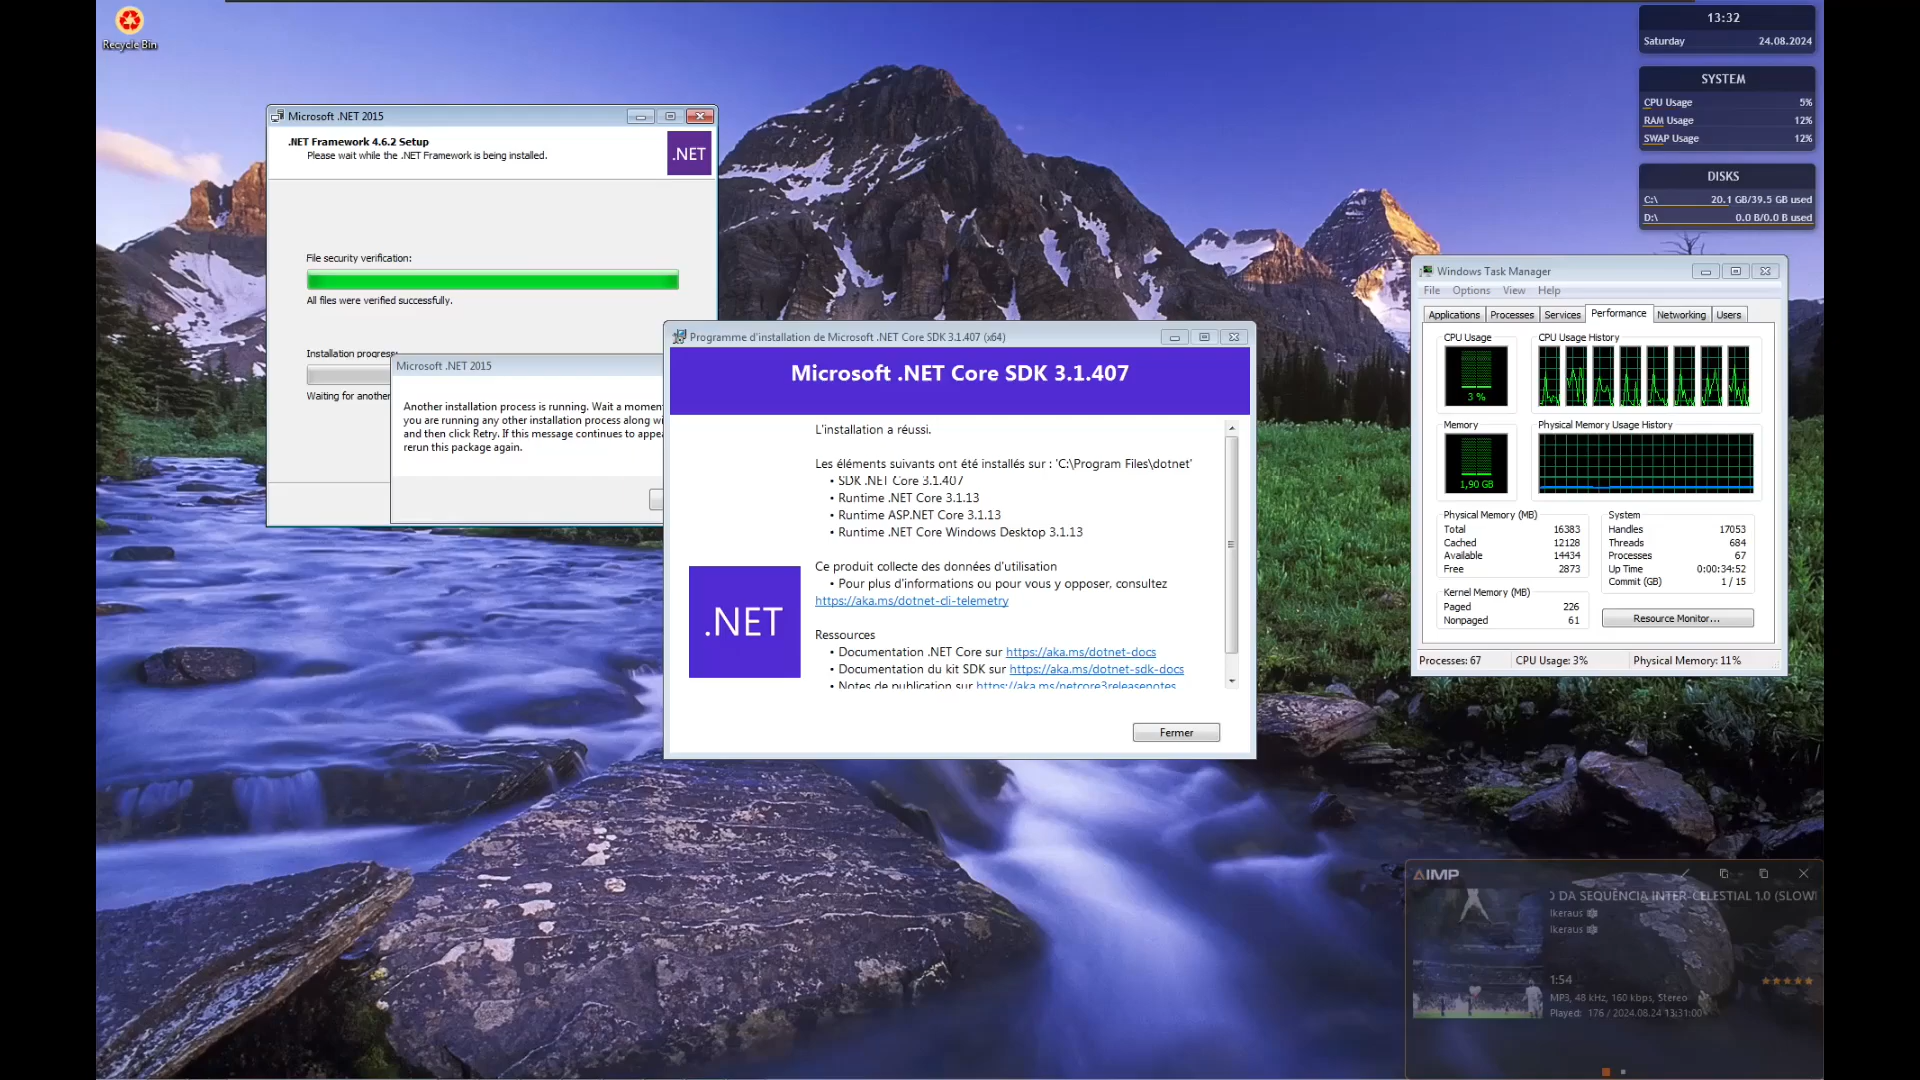 Recycle Bin
13:32
Saturday 24.08.2024
SYSTEM
CPU Usage 5%
RAM Usage 12%
SWAP Usage 12%
DISKS
C:\ 20.1 GB/39.5 GB used
D:\ 0.0 B/0.0 B used
Microsoft .NET 2015
.NET Framework 4.6.2 Setup
Please wait while the .NET Framework is being installed.
.NET
File security verification:
All files were verified successfully.
Installation progress:
Waiting for another
Microsoft .NET 2015
Another installation process is running. Wait a moment
you are running any other installation process along wi
and then click Retry. If this message continues to appea
rerun this package again.
Programme d'installation de Microsoft .NET Core SDK 3.1.407 (x64)
Microsoft .NET Core SDK 3.1.407
L'installation a réussi.
Les éléments suivants ont été installés sur : 'C:\Program Files\dotnet'
• SDK .NET Core 3.1.407
• Runtime .NET Core 3.1.13
• Runtime ASP.NET Core 3.1.13
• Runtime .NET Core Windows Desktop 3.1.13
Ce produit collecte des données d'utilisation
• Pour plus d'informations ou pour vous y opposer, consultez
https://aka.ms/dotnet-cli-telemetry
.NET
Ressources
• Documentation .NET Core sur https://aka.ms/dotnet-docs
• Documentation du kit SDK sur https://aka.ms/dotnet-sdk-docs
• Notes de publication sur https://aka.ms/netcore3releasenotes
Fermer
Windows Task Manager
File Options View Help
Applications Processes Services Performance Networking Users
CPU Usage CPU Usage History
3 %
Memory Physical Memory Usage History
1,90 GB
Physical Memory (MB)
Total 16383
Cached 12128
Available 14434
Free 2873
System
Handles 17053
Threads 684
Processes 67
Up Time 0:00:34:52
Commit (GB) 1 / 15
Kernel Memory (MB)
Paged 226
Nonpaged 61
Resource Monitor...
Processes: 67 CPU Usage: 3% Physical Memory: 11%
AIMP
O DA SEQUÊNCIA INTER-CELESTIAL 1.0 (SLOW
lkeraus
lkeraus
1:54
MP3, 48 kHz, 160 kbps, Stereo
Played: 176 / 2024.08.24 13:31:00